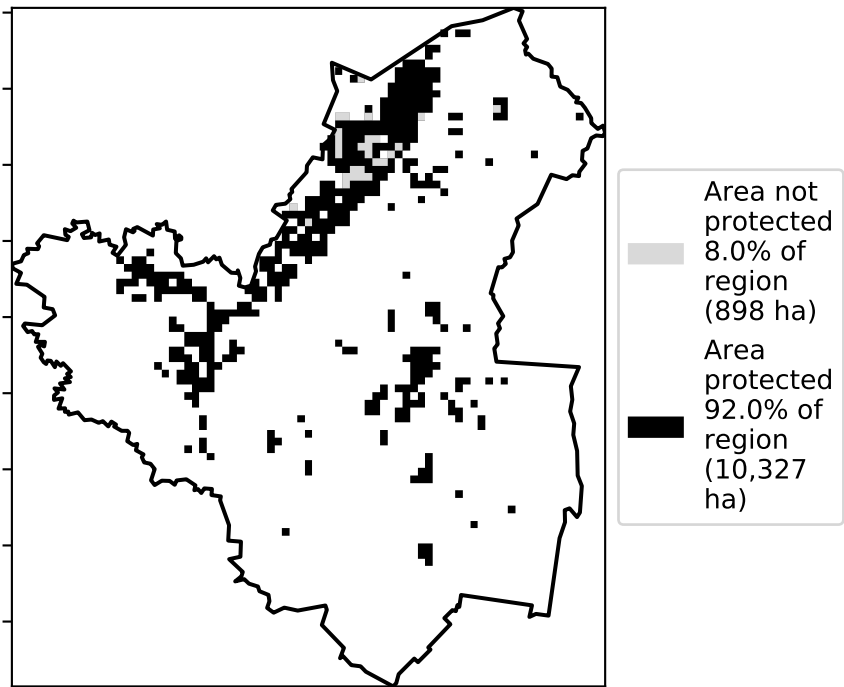 Area not
protected
8.0% of
region
(898 ha)
Area
protected
92.0% of
region
(10,327
ha)